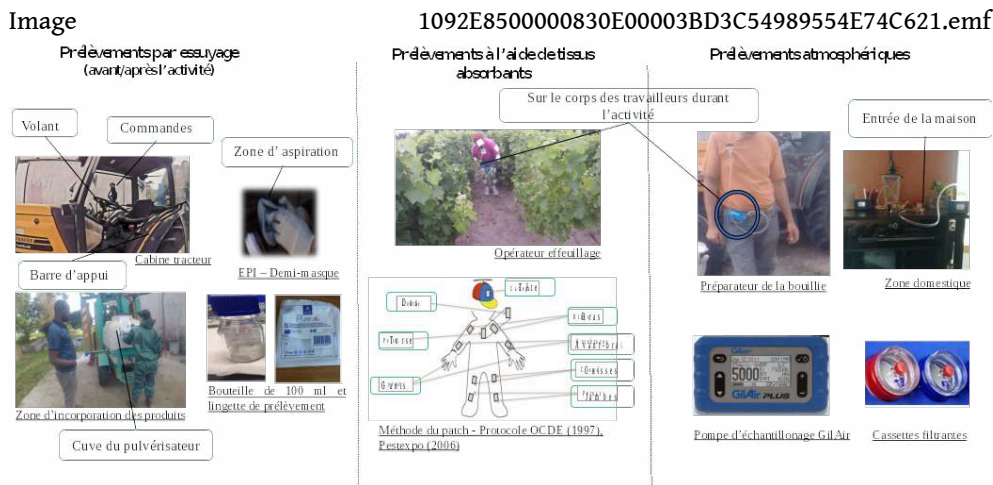 Image 1092E8500000830E00003BD3C54989554E74C621.emf
Prélèvements par essuyage
(avant/après l'activité)
Volant
Commandes
Zone d'aspiration
Barre d'appui
Cabine tracteur
EPI – Demi-masque
Zone d'incorporation des produits
Bouteille de 100 ml et
lingette de prélèvement
Cuve du pulvérisateur
Prélèvements à l'aide de tissus
absorbants
Sur le corps des travailleurs durant
l'activité
Opérateur effeuillage
Méthode du patch - Protocole OCDE (1997),
Pestexpo (2006)
Prélèvements atmosphériques
Entrée de la maison
Préparateur de la bouillie
Zone domestique
GilAir
5000
GilAir PLUS
Pompe d'échantillonage GilAir
Cassettes filtrantes